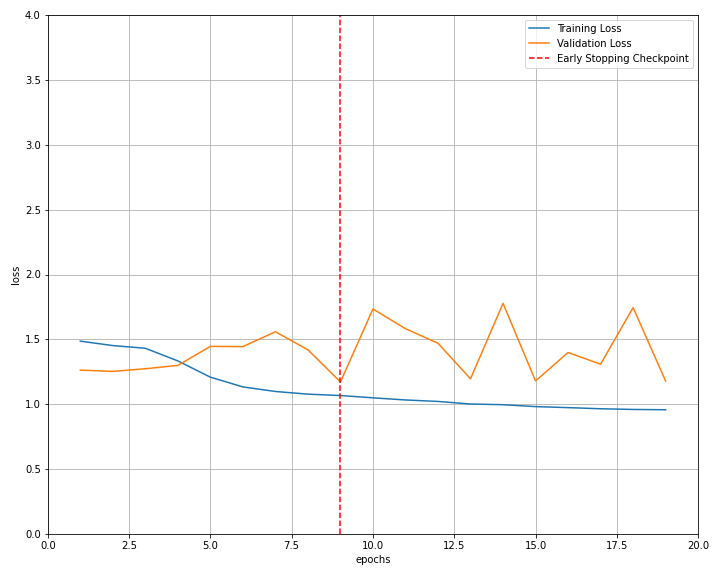 4.0
3.5
3.0
2.5
2.0
1.5
1.0
0.5
0.0
loss
0.0 2.5 5.0 7.5 10.0 12.5 15.0 17.5 20.0
epochs
Training Loss
Validation Loss
Early Stopping Checkpoint